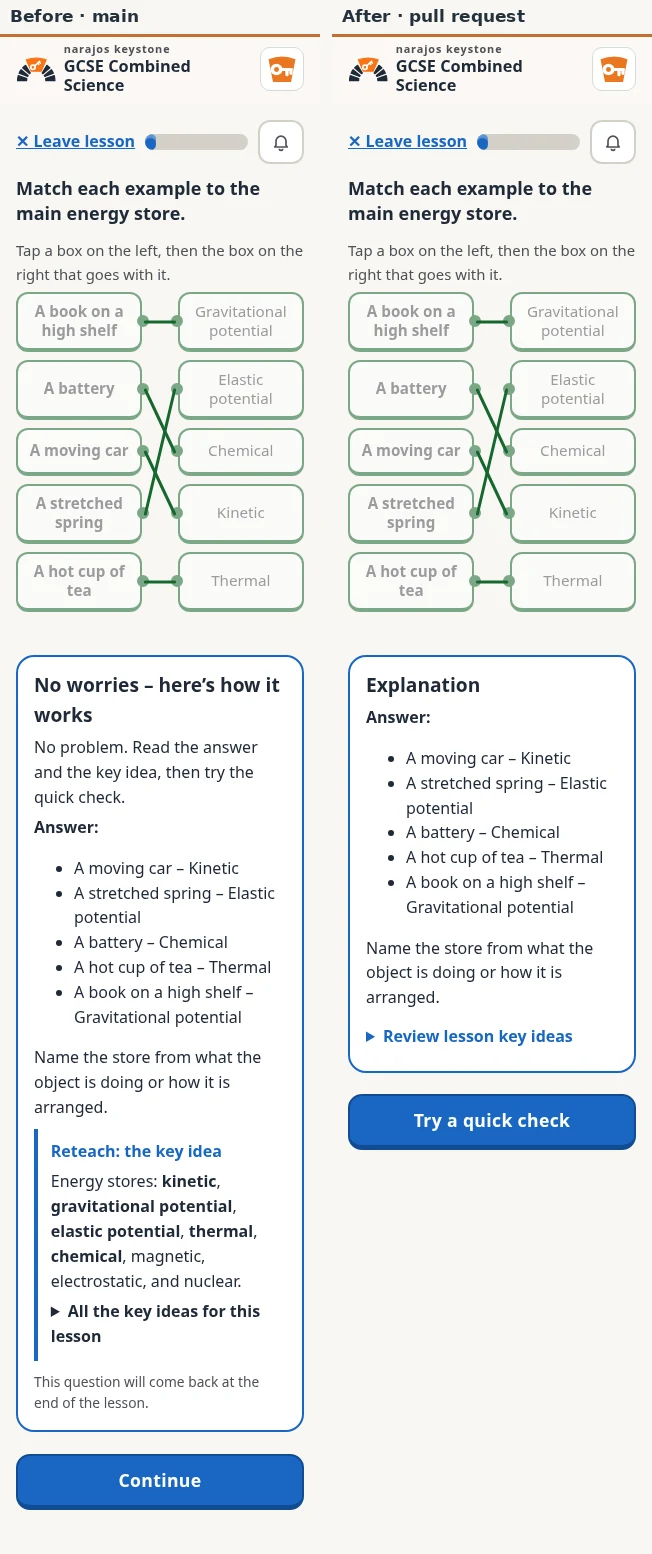 Before · main
narajos keystone
GCSE Combined
Science
✕ Leave lesson
Match each example to the
main energy store.
Tap a box on the left, then the box on the
right that goes with it.
A book on a
high shelf
Gravitational
potential
A battery
Elastic
potential
A moving car
Chemical
A stretched
spring
Kinetic
A hot cup of
tea
Thermal
No worries – here’s how it
works
No problem. Read the answer
and the key idea, then try the
quick check.
Answer:
• A moving car – Kinetic
• A stretched spring – Elastic
potential
• A battery – Chemical
• A hot cup of tea – Thermal
• A book on a high shelf –
Gravitational potential
Name the store from what the
object is doing or how it is
arranged.
Reteach: the key idea
Energy stores: kinetic,
gravitational potential,
elastic potential, thermal,
chemical, magnetic,
electrostatic, and nuclear.
▶ All the key ideas for this
lesson
This question will come back at the
end of the lesson.
Continue
After · pull request
narajos keystone
GCSE Combined
Science
✕ Leave lesson
Match each example to the
main energy store.
Tap a box on the left, then the box on the
right that goes with it.
A book on a
high shelf
Gravitational
potential
A battery
Elastic
potential
A moving car
Chemical
A stretched
spring
Kinetic
A hot cup of
tea
Thermal
Explanation
Answer:
• A moving car – Kinetic
• A stretched spring – Elastic
potential
• A battery – Chemical
• A hot cup of tea – Thermal
• A book on a high shelf –
Gravitational potential
Name the store from what the
object is doing or how it is
arranged.
▶ Review lesson key ideas
Try a quick check